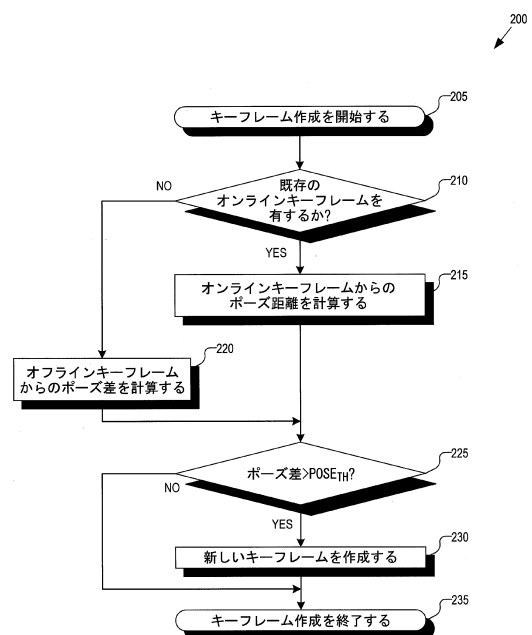 200
205
キーフレーム作成を開始する
NO
既存の
オンラインキーフレームを
有するか?
210
YES
オンラインキーフレームからの
ポーズ距離を計算する
215
オフラインキーフレーム
からのポーズ差を計算する
220
ポーズ差>POSETH?
225
NO
YES
新しいキーフレームを作成する
230
キーフレーム作成を終了する
235